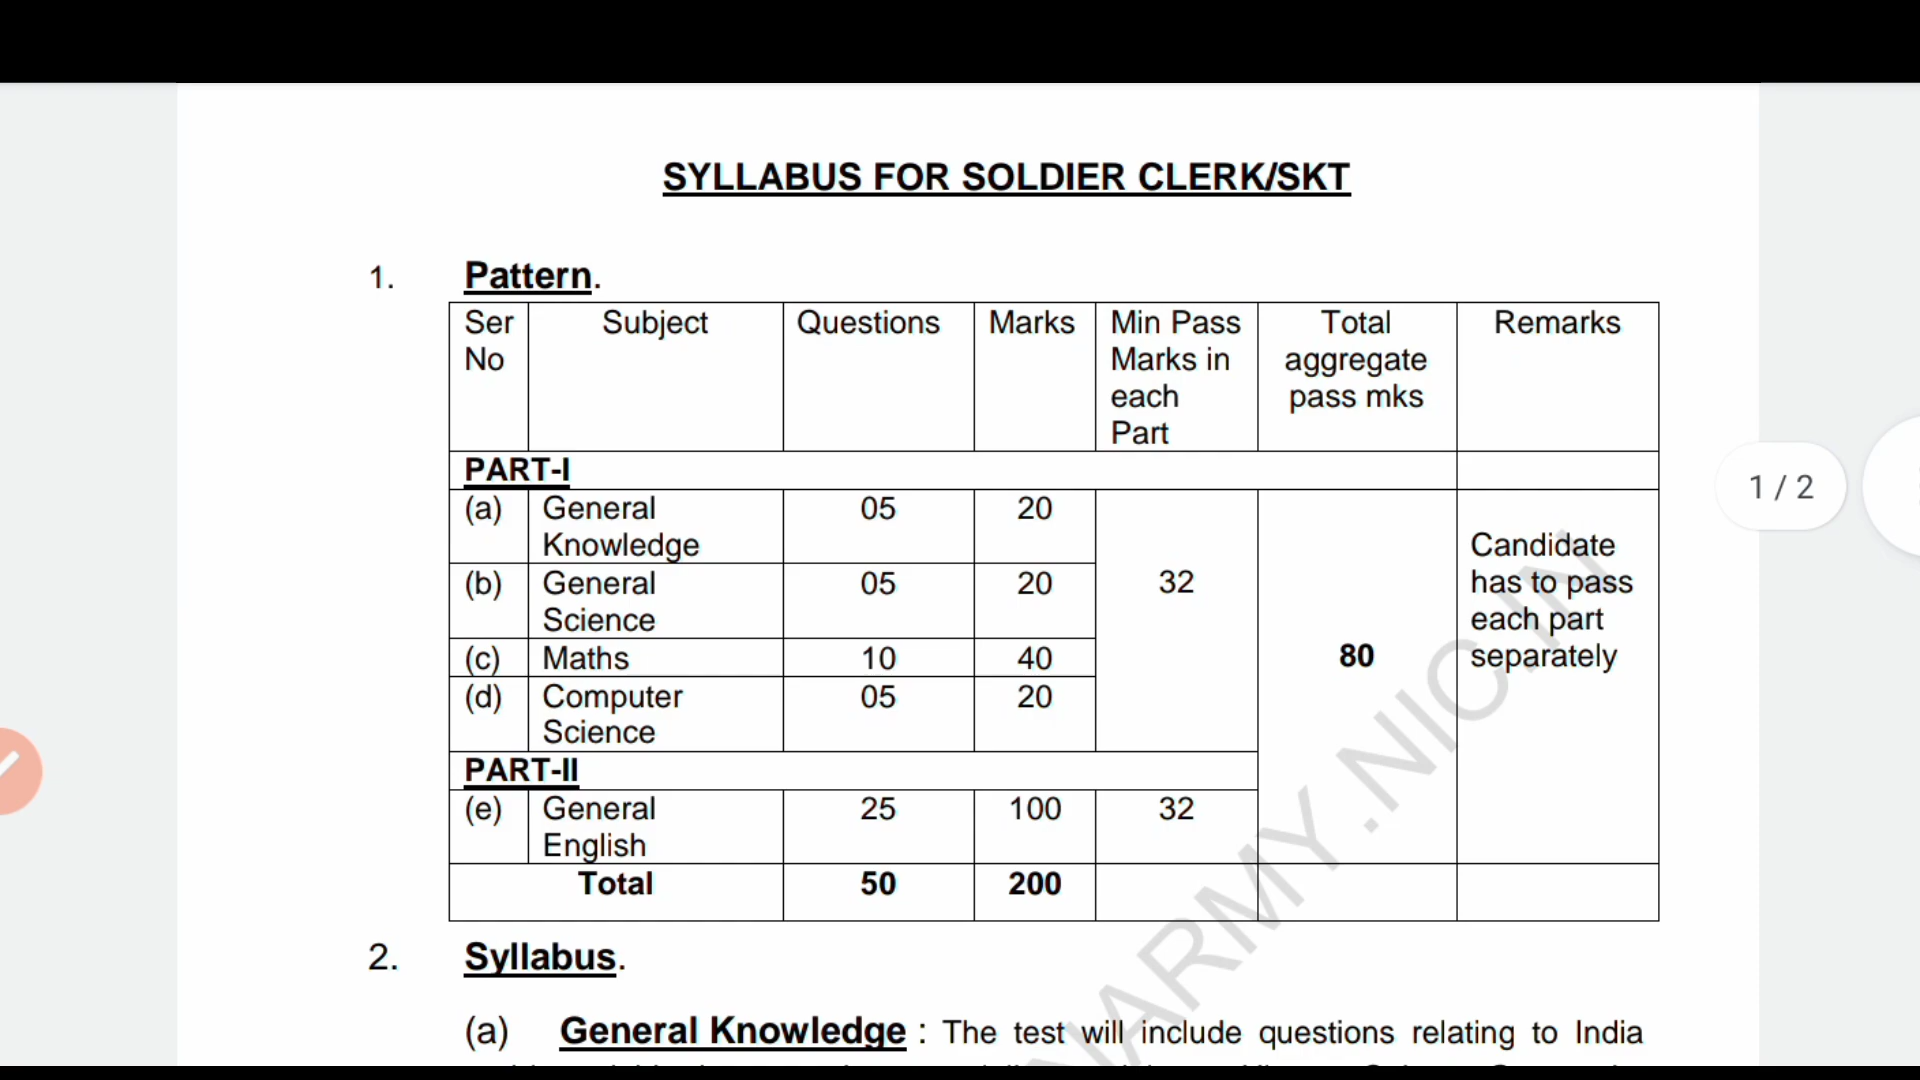 SYLLABUS FOR SOLDIER CLERK/SKT
1. Pattern.
Ser No Subject Questions Marks Min Pass Marks in each Part Total aggregate pass mks Remarks
PART-I
(a) General Knowledge 05 20 32 80 Candidate has to pass each part separately
(b) General Science 05 20
(c) Maths 10 40
(d) Computer Science 05 20
PART-II
(e) General English 25 100 32
Total 50 200
2. Syllabus.
(a) General Knowledge : The test will include questions relating to India
1 / 2
NARMY.NIC.IN